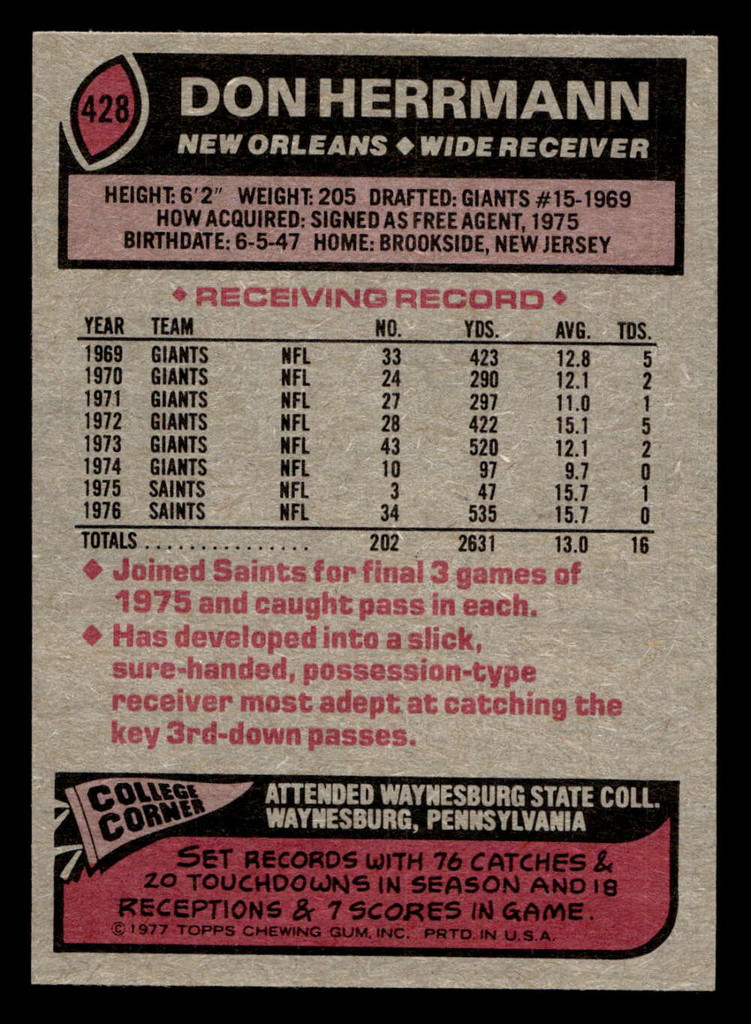 428
DON HERRMANN
NEW ORLEANS ◆ WIDE RECEIVER
HEIGHT: 6'2" WEIGHT: 205 DRAFTED: GIANTS #15-1969
HOW ACQUIRED: SIGNED AS FREE AGENT, 1975
BIRTHDATE: 6-5-47 HOME: BROOKSIDE, NEW JERSEY
◆ RECEIVING RECORD ◆
YEAR TEAM NO. YDS. AVG. TDS.
1969 GIANTS NFL 33 423 12.8 5
1970 GIANTS NFL 24 290 12.1 2
1971 GIANTS NFL 27 297 11.0 1
1972 GIANTS NFL 28 422 15.1 5
1973 GIANTS NFL 43 520 12.1 2
1974 GIANTS NFL 10 97 9.7 0
1975 SAINTS NFL 3 47 15.7 1
1976 SAINTS NFL 34 535 15.7 0
TOTALS ............... 202 2631 13.0 16
◆ Joined Saints for final 3 games of
1975 and caught pass in each.
◆ Has developed into a slick,
sure-handed, possession-type
receiver most adept at catching the
key 3rd-down passes.
COLLEGE
CORNER
ATTENDED WAYNESBURG STATE COLL.
WAYNESBURG, PENNSYLVANIA
SET RECORDS WITH 76 CATCHES &
20 TOUCHDOWNS IN SEASON AND 18
RECEPTIONS & 7 SCORES IN GAME.
© 1977 TOPPS CHEWING GUM, INC. PRTD. IN U.S.A.